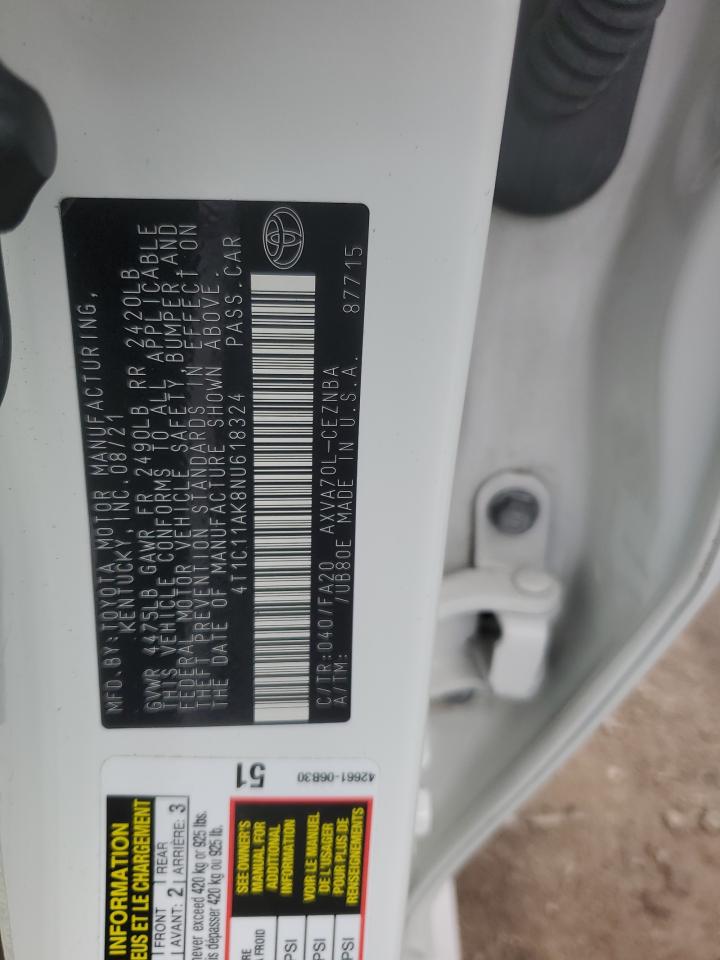 MFD.BY:TOYOTA MOTOR MANUFACTURING,
KENTUCKY, INC. 08/21
GVWR 4475LB GAWR FR 2490LB RR 2420LB
THIS VEHICLE CONFORMS TO ALL APPLICABLE
FEDERAL MOTOR VEHICLE SAFETY, BUMPER AND
THEFT PREVENTION STANDARDS IN EFFECT ON
THE DATE OF MANUFACTURE SHOWN ABOVE.
4T1C11AK8NU618324 PASS.CAR
C/TR:040/FA20 AXVA70L-CEZNBA
A/TM: /UB80E MADE IN U.S.A. 87715
INFORMATION
EUS ET LE CHARGEMENT
FRONT REAR
AVANT: 2 ARRIÈRE: 3
never exceed 420 kg or 925 lbs.
is dépasser 420 kg ou 925 lb.
51
42661-06B30
SEE OWNER'S
MANUAL FOR
ADDITIONAL
INFORMATION
VOIR LE MANUEL
DE L'USAGER
POUR PLUS DE
RENSEIGNEMENTS
À FROID
PSI
PSI
PSI